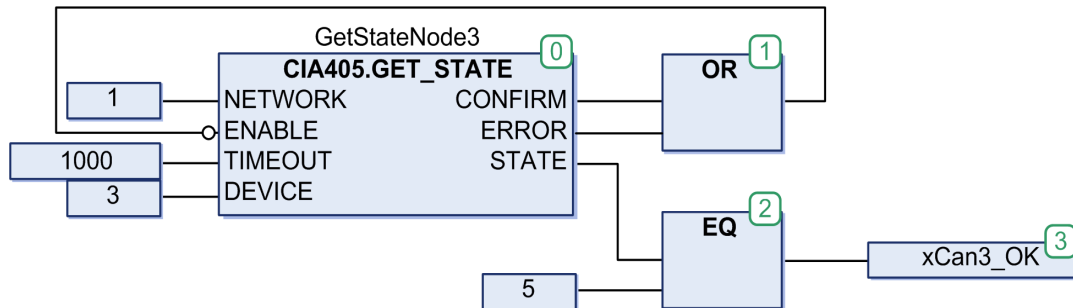 GetStateNode3
0
CIA405.GET_STATE
1
OR
1
NETWORK
CONFIRM
ENABLE
ERROR
1000
TIMEOUT
STATE
3
DEVICE
2
EQ
3
xCan3_OK
5